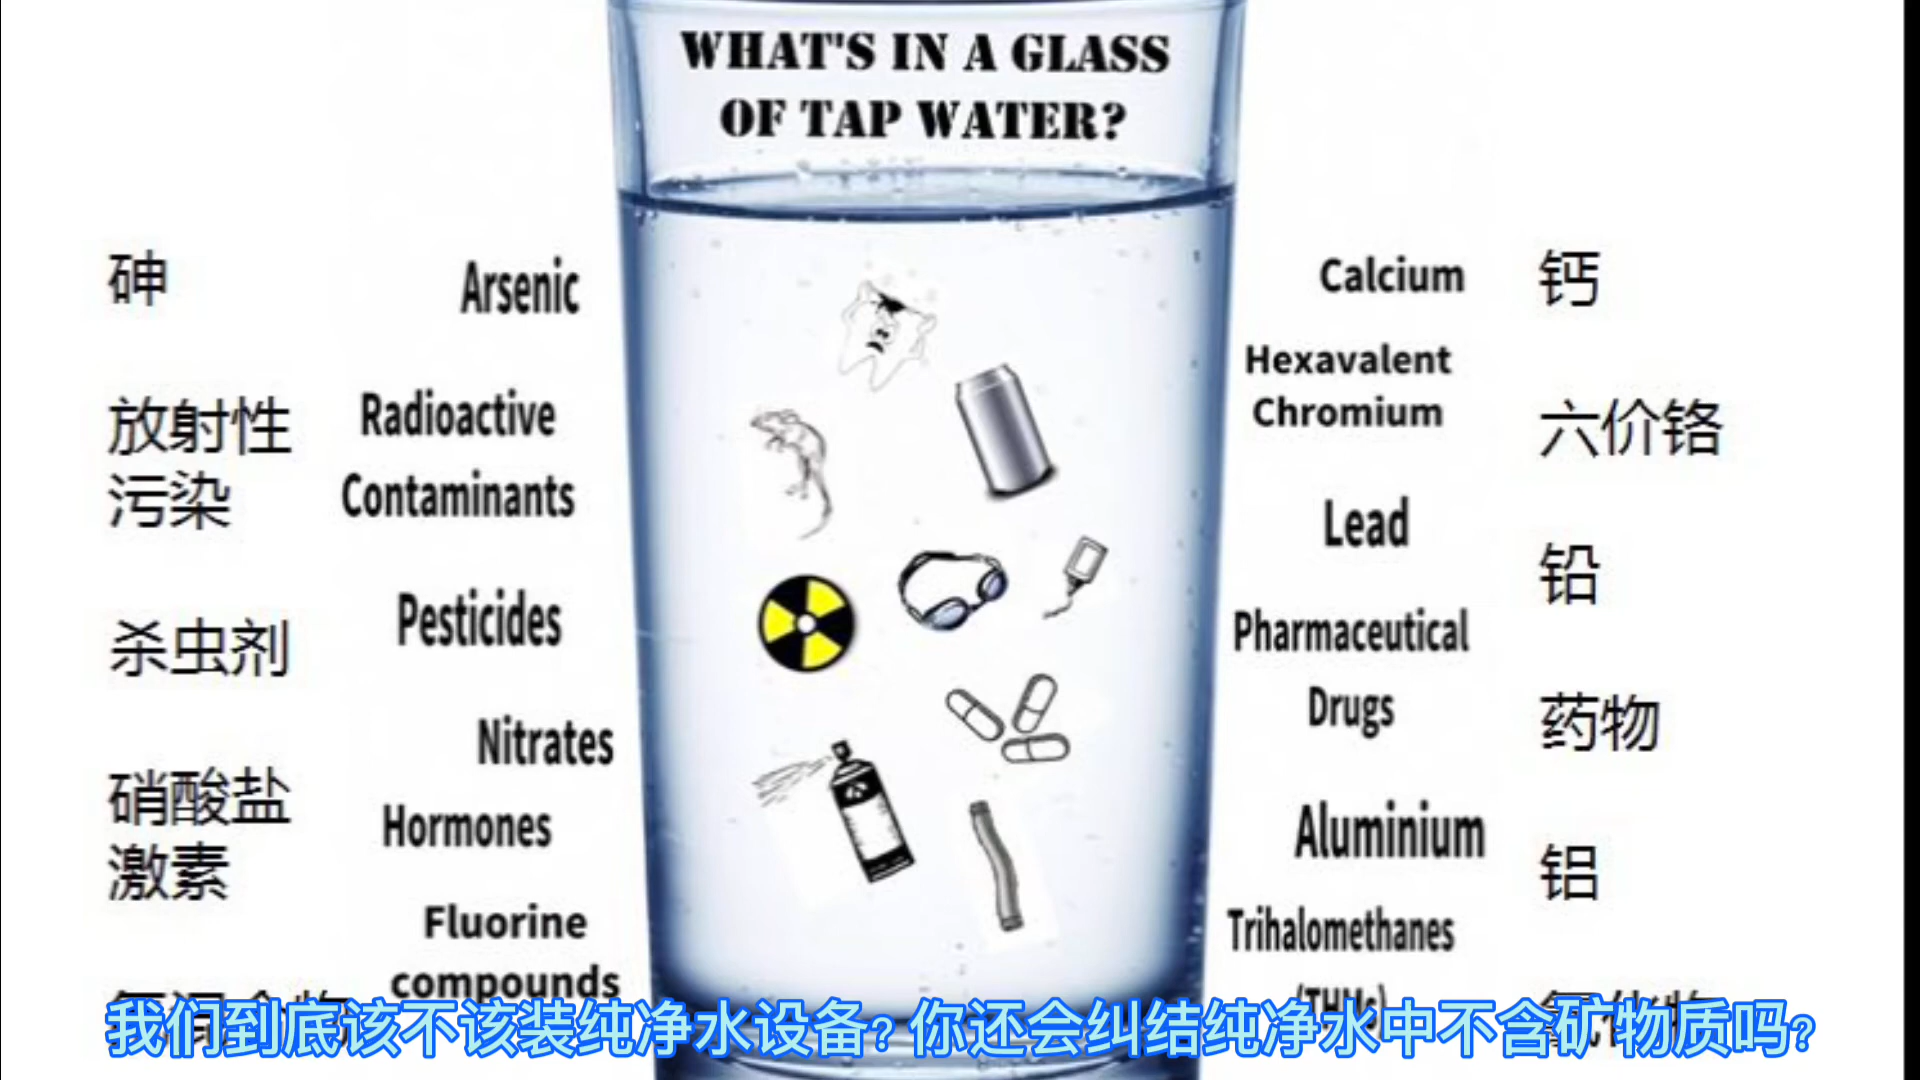 WHAT'S IN A GLASS
OF TAP WATER?
砷
Arsenic
放射性
污染
Radioactive
Contaminants
杀虫剂
Pesticides
硝酸盐
Nitrates
激素
Hormones
Fluorine
compounds
Calcium
钙
Hexavalent
Chromium
六价铬
Lead
铅
Pharmaceutical
Drugs
药物
Aluminium
铝
Trihalomethanes
(THMs)
我们到底该不该装纯净水设备?你还会纠结纯净水中不含矿物质吗?